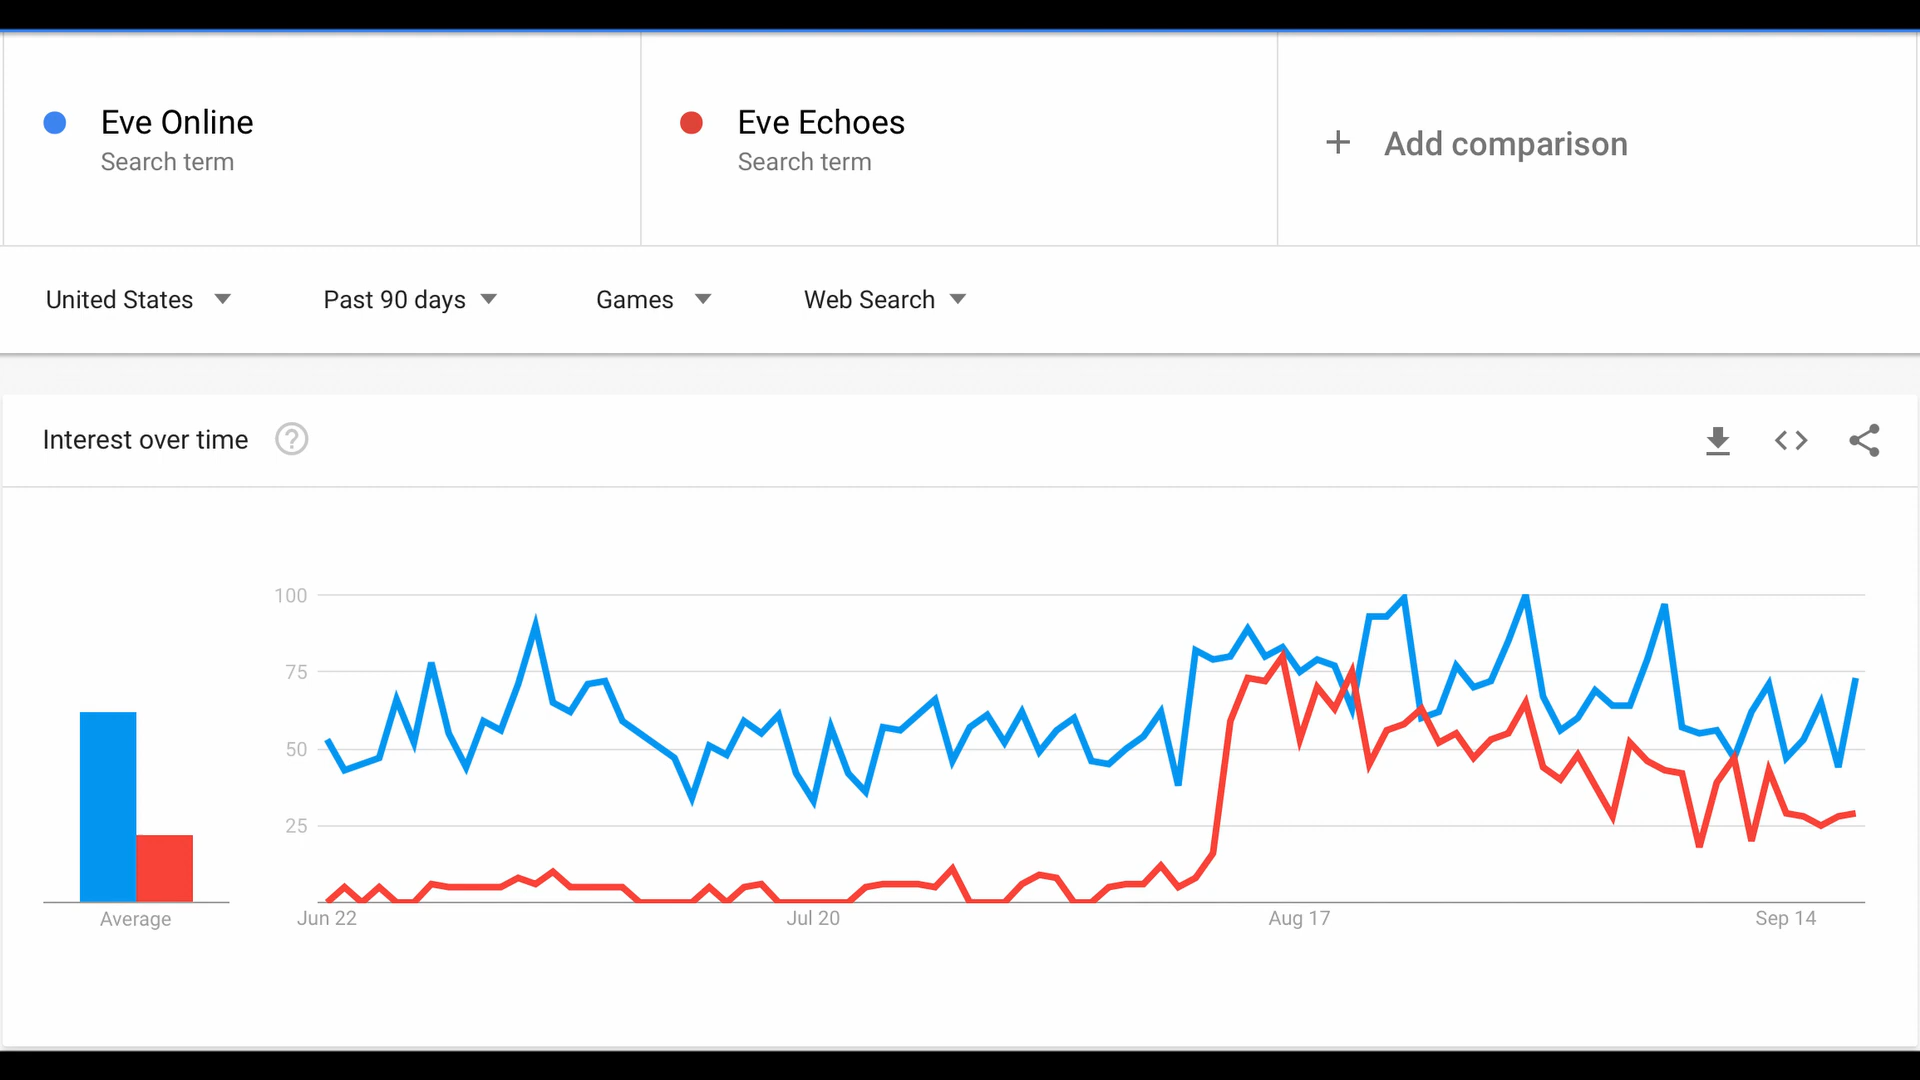 Eve Online
Search term
Eve Echoes
Search term
+ Add comparison
United States
Past 90 days
Games
Web Search
Interest over time ?
100
75
50
25
Average
Jun 22
Jul 20
Aug 17
Sep 14